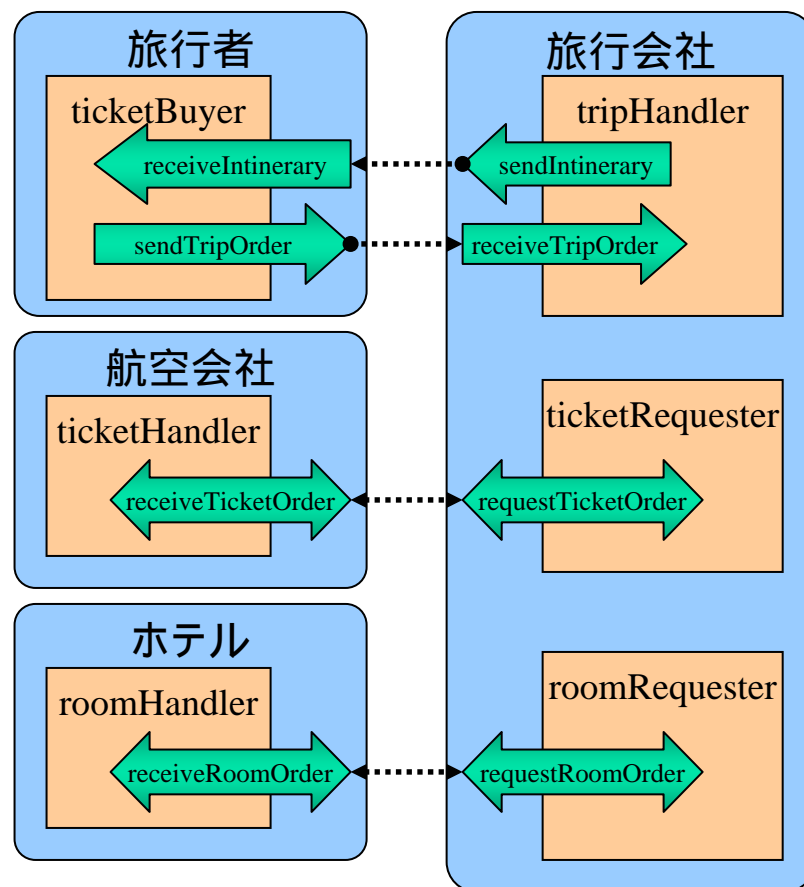 旅行者
ticketBuyer
receiveIntinerary
sendTripOrder
旅行会社
tripHandler
sendIntinerary
receiveTripOrder
航空会社
ticketHandler
receiveTicketOrder
ticketRequester
requestTicketOrder
ホテル
roomHandler
receiveRoomOrder
roomRequester
requestRoomOrder